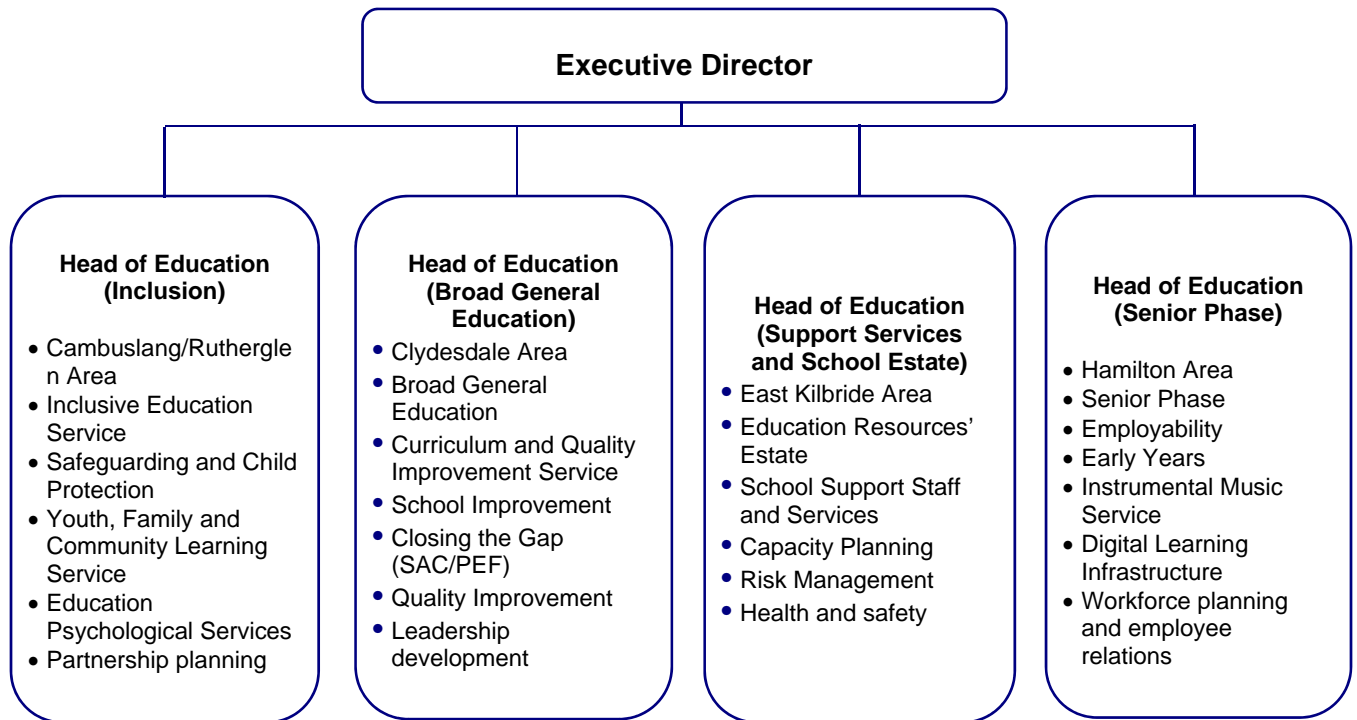 Executive Director
Head of Education
(Inclusion)
• Cambuslang/Ruthergle
n Area
• Inclusive Education
Service
• Safeguarding and Child
Protection
• Youth, Family and
Community Learning
Service
• Education
Psychological Services
• Partnership planning
Head of Education
(Broad General
Education)
• Clydesdale Area
• Broad General
Education
• Curriculum and Quality
Improvement Service
• School Improvement
• Closing the Gap
(SAC/PEF)
• Quality Improvement
• Leadership
development
Head of Education
(Support Services
and School Estate)
• East Kilbride Area
• Education Resources’
Estate
• School Support Staff
and Services
• Capacity Planning
• Risk Management
• Health and safety
Head of Education
(Senior Phase)
• Hamilton Area
• Senior Phase
• Employability
• Early Years
• Instrumental Music
Service
• Digital Learning
Infrastructure
• Workforce planning
and employee
relations